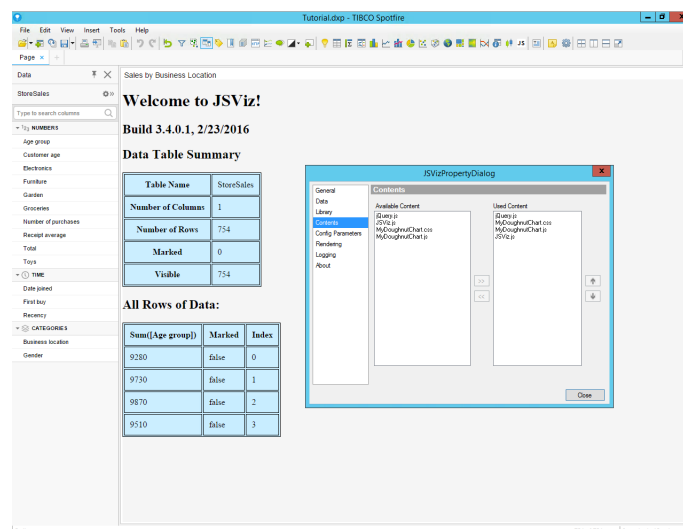 Tutorial.dxp - TIBCO Spotfire
File Edit View Insert Tools Help
Page
Data
StoreSales
Type to search columns
NUMBERS
Age group
Customer age
Electronics
Furniture
Garden
Groceries
Number of purchases
Receipt average
Total
Toys
TIME
Date joined
First buy
Recency
CATEGORIES
Business location
Gender
Sales by Business Location
Welcome to JSViz!
Build 3.4.0.1, 2/23/2016
Data Table Summary
Table Name StoreSales
Number of Columns 1
Number of Rows 754
Marked 0
Visible 754
All Rows of Data:
Sum([Age group]) Marked Index
9280 false 0
9730 false 1
9870 false 2
9510 false 3
JSVizPropertyDialog
General
Data
Library
Contents
Config Parameters
Rendering
Logging
About
Contents
Available Content
jQuery.js
JSViz.js
MyDoughnutChart.css
MyDoughnutChart.js
>>
<<
Used Content
jQuery.js
MyDoughnutChart.css
MyDoughnutChart.js
JSViz.js
Close